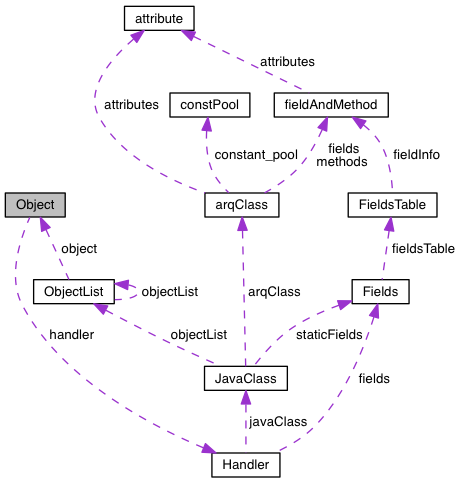 attribute
attributes
constPool
fieldAndMethod
attributes
constant_pool
fields
methods
fieldInfo
Object
arqClass
FieldsTable
object
fieldsTable
ObjectList
objectList
arqClass
Fields
handler
objectList
staticFields
JavaClass
fields
javaClass
Handler